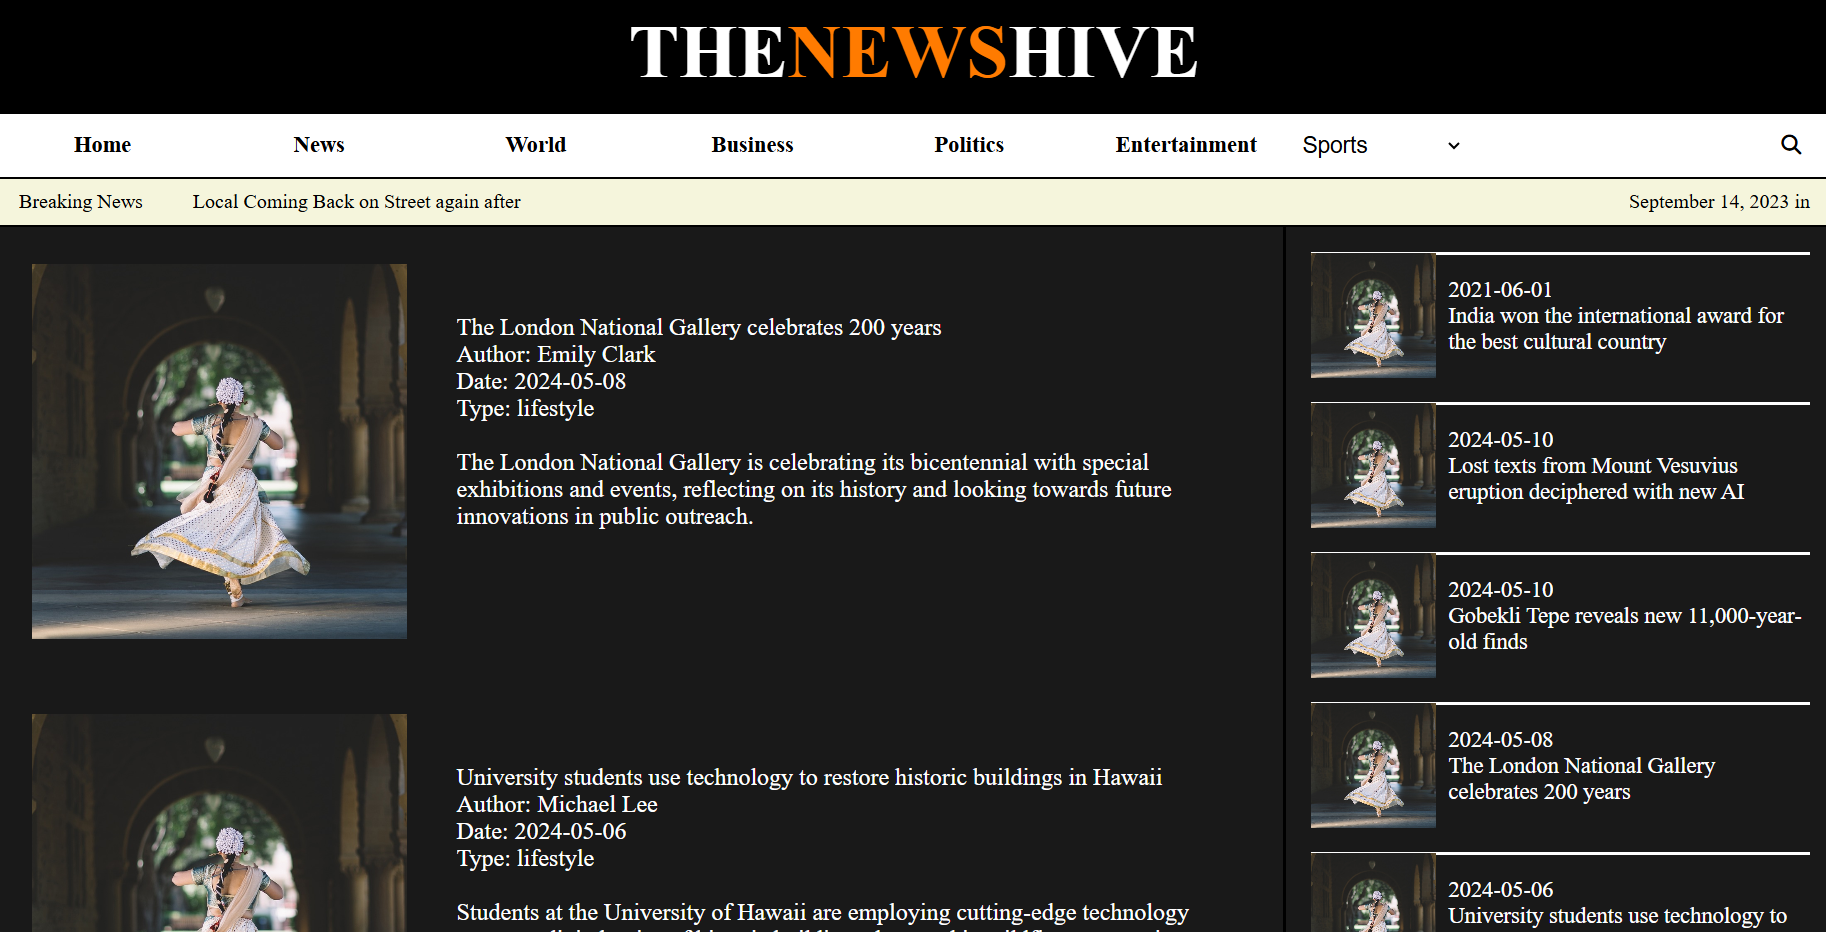 THENEWSHIVE
Home News World Business Politics Entertainment Sports
Breaking News Local Coming Back on Street again after September 14, 2023 in
The London National Gallery celebrates 200 years
Author: Emily Clark
Date: 2024-05-08
Type: lifestyle
The London National Gallery is celebrating its bicentennial with special
exhibitions and events, reflecting on its history and looking towards future
innovations in public outreach.
University students use technology to restore historic buildings in Hawaii
Author: Michael Lee
Date: 2024-05-06
Type: lifestyle
Students at the University of Hawaii are employing cutting-edge technology
2021-06-01
India won the international award for
the best cultural country
2024-05-10
Lost texts from Mount Vesuvius
eruption deciphered with new AI
2024-05-10
Gobekli Tepe reveals new 11,000-year-
old finds
2024-05-08
The London National Gallery
celebrates 200 years
2024-05-06
University students use technology to